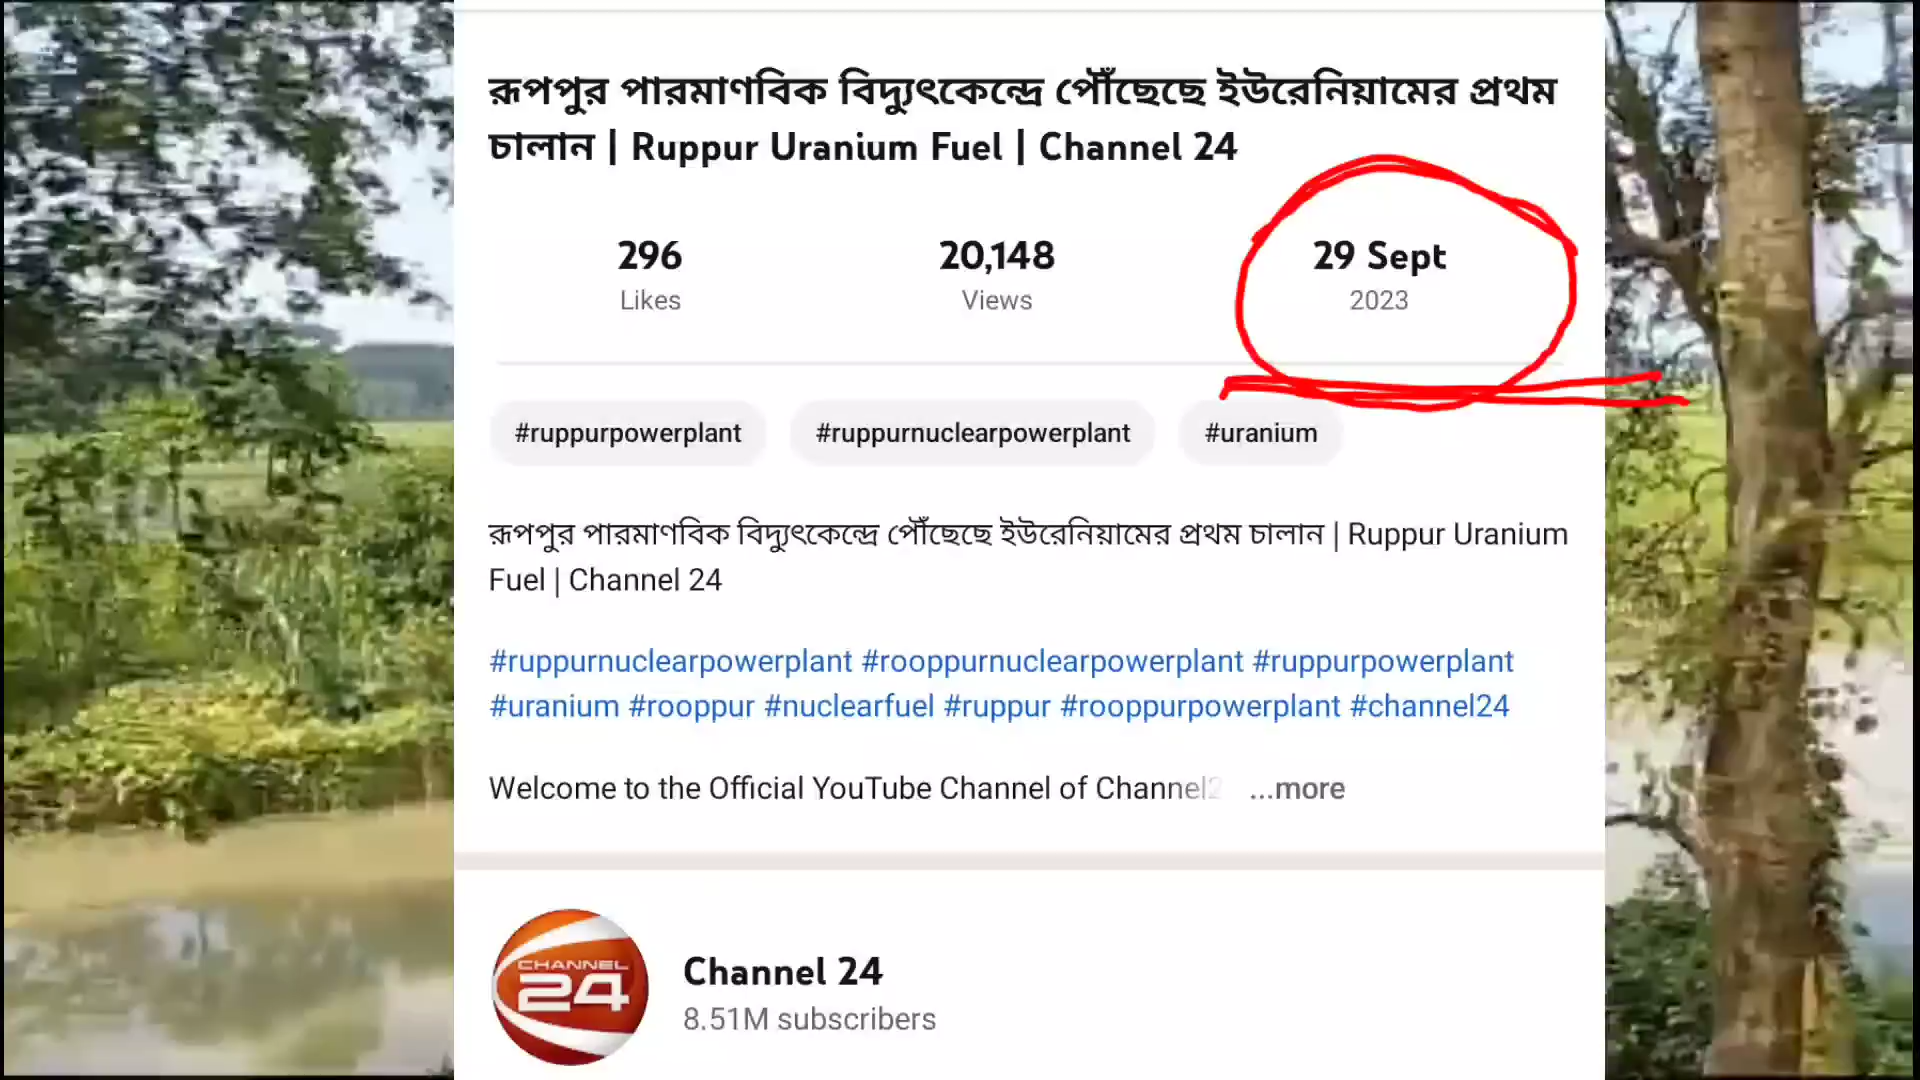 রূপপুর পারমাণবিক বিদ্যুৎকেন্দ্রে পৌঁছেছে ইউরেনিয়ামের প্রথম
চালান | Ruppur Uranium Fuel | Channel 24
296
Likes
20,148
Views
29 Sept
2023
#ruppurpowerplant
#ruppurnuclearpowerplant
#uranium
রূপপুর পারমাণবিক বিদ্যুৎকেন্দ্রে পৌঁছেছে ইউরেনিয়ামের প্রথম চালান | Ruppur Uranium
Fuel | Channel 24
#ruppurnuclearpowerplant #rooppurnuclearpowerplant #ruppurpowerplant
#uranium #rooppur #nuclearfuel #ruppur #rooppurpowerplant #channel24
Welcome to the Official YouTube Channel of Channel2 ...more
CHANNEL
24
Channel 24
8.51M subscribers